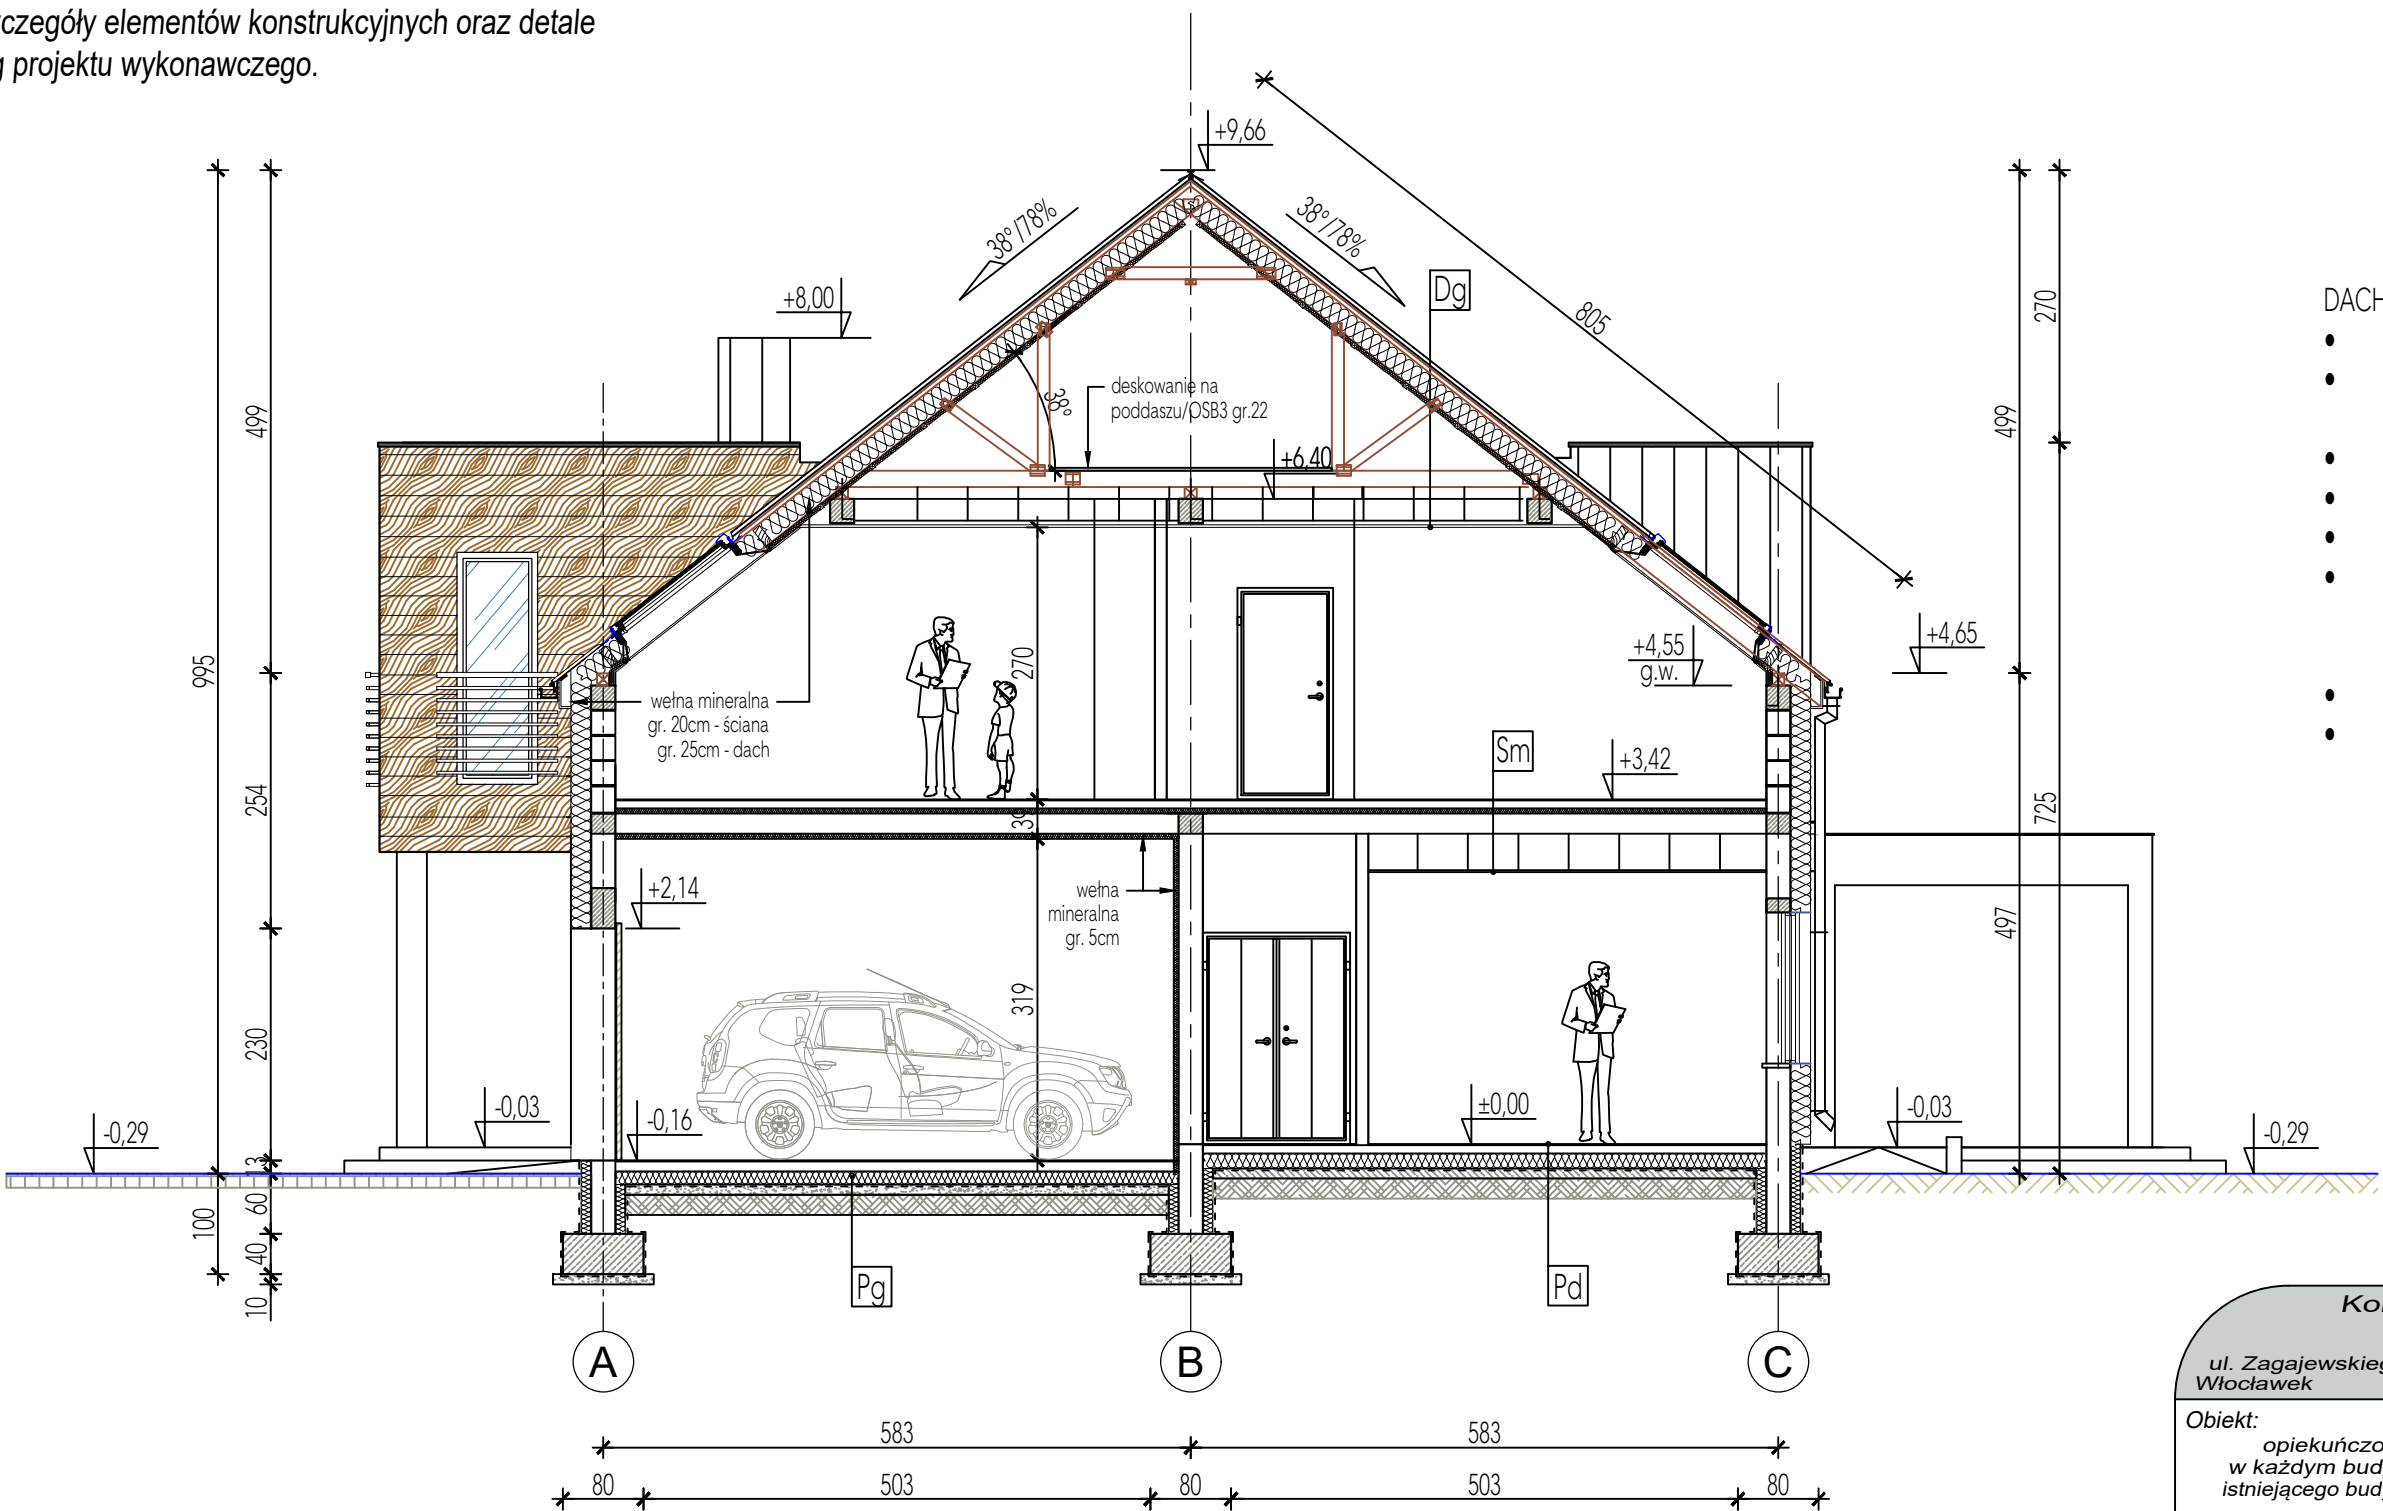 czegóły elementów konstrukcyjnych oraz detale
g projektu wykonawczego.
+9,66
38°/78%
38°/78%
+8,00
Dg
805
270
DACH
499
499
38°
deskowanie na
poddaszu/OSB3 gr.22
+6,40
995
270
+4,55
g.w.
+4,65
wełna mineralna
gr. 20cm - ściana
gr. 25cm - dach
Sm
+3,42
254
39
725
+2,14
wełna
mineralna
gr. 5cm
497
319
230
-0,29
-0,03
-0,16
±0,00
-0,03
-0,29
13
60
100
40
10
Pg
Pd
A
B
C
583
583
80
503
80
503
80
Ko
ul. Zagajewskieg
Włocławek
Obiekt:
opiekuńczo
w każdym bud
istniejącego bud